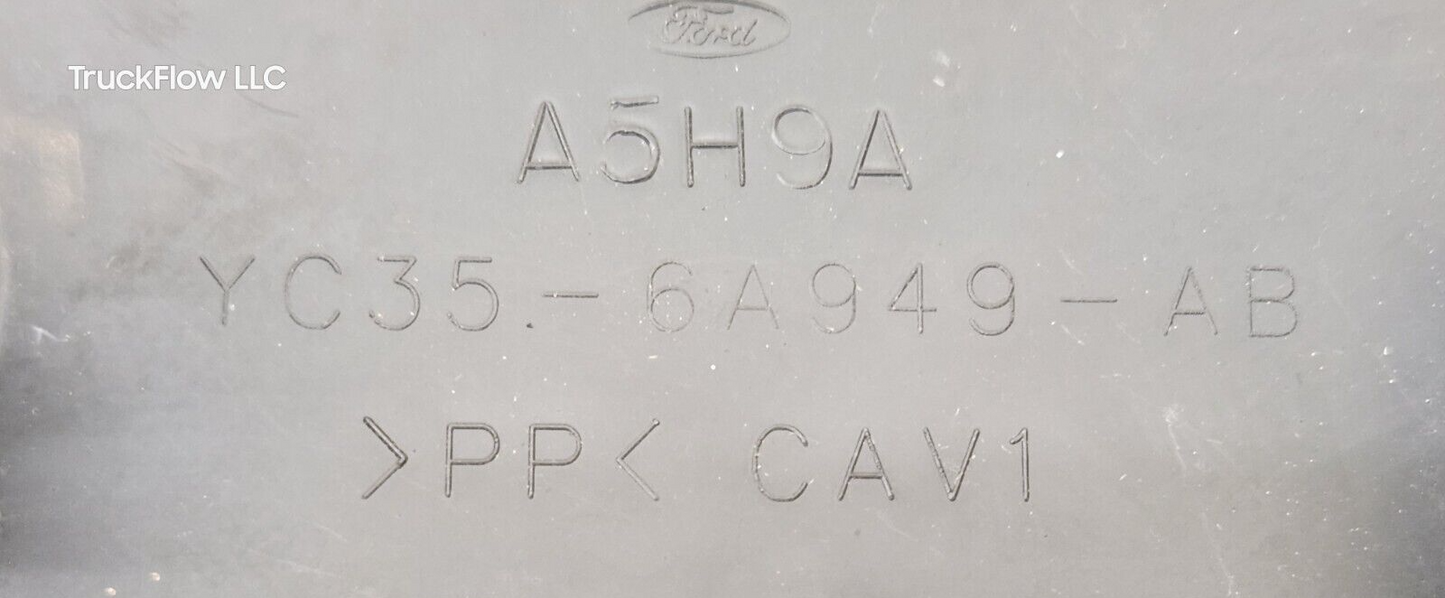 Ford
TruckFlow LLC
A5H9A
YC35.-6A949-AB
>PP< CAV1